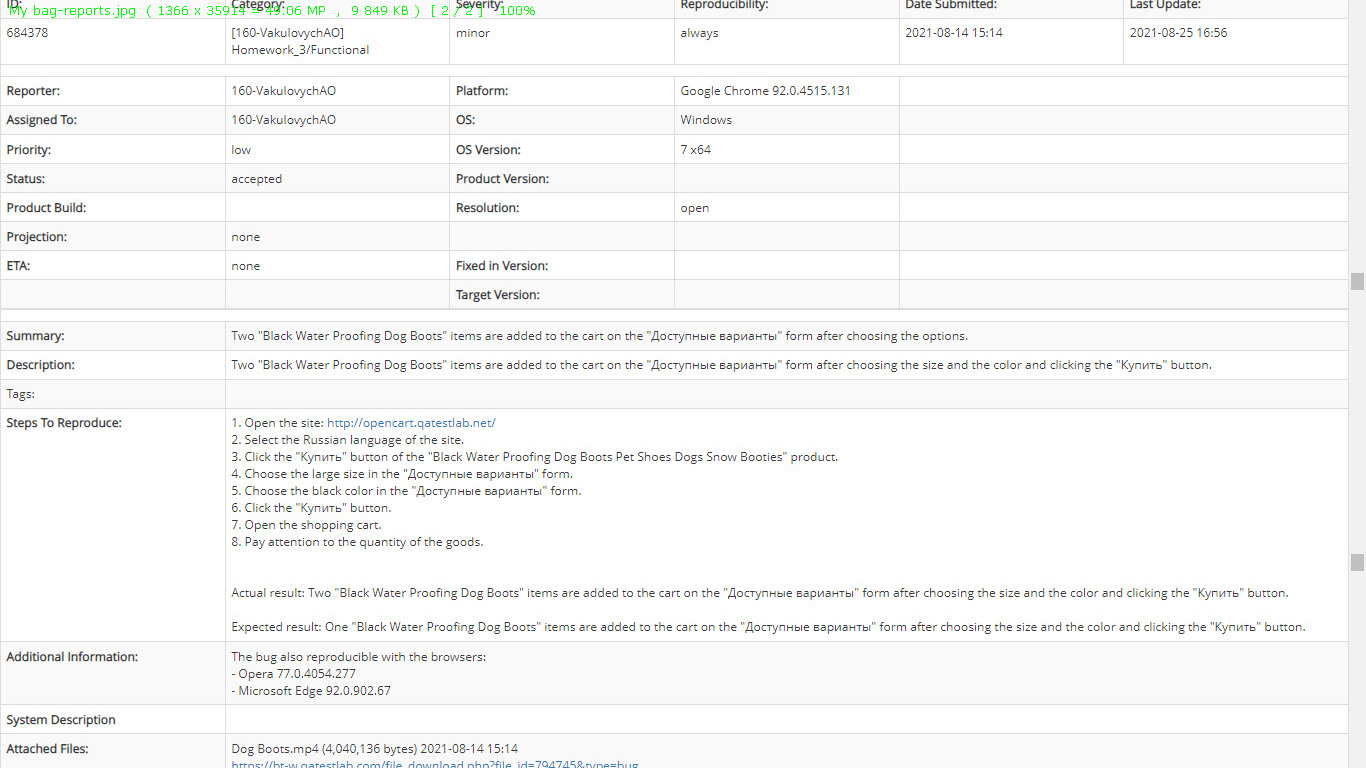 ID: Category: Severity: Reproducibility: Date Submitted: Last Update:
My bag-reports.jpg ( 1366 x 35914 = 49.06 MP , 9 849 KB ) [ 2 / 2 ] 100%
684378 [160-VakulovychAO] minor always 2021-08-14 15:14 2021-08-25 16:56
Homework_3/Functional
Reporter: 160-VakulovychAO Platform: Google Chrome 92.0.4515.131
Assigned To: 160-VakulovychAO OS: Windows
Priority: low OS Version: 7 x64
Status: accepted Product Version:
Product Build: Resolution: open
Projection: none
ETA: none Fixed in Version:
Target Version:
Summary: Two "Black Water Proofing Dog Boots" items are added to the cart on the "Доступные варианты" form after choosing the options.
Description: Two "Black Water Proofing Dog Boots" items are added to the cart on the "Доступные варианты" form after choosing the size and the color and clicking the "Купить" button.
Tags:
Steps To Reproduce: 1. Open the site: http://opencart.qatestlab.net/
2. Select the Russian language of the site.
3. Click the "Купить" button of the "Black Water Proofing Dog Boots Pet Shoes Dogs Snow Booties" product.
4. Choose the large size in the "Доступные варианты" form.
5. Choose the black color in the "Доступные варианты" form.
6. Click the "Купить" button.
7. Open the shopping cart.
8. Pay attention to the quantity of the goods.
Actual result: Two "Black Water Proofing Dog Boots" items are added to the cart on the "Доступные варианты" form after choosing the size and the color and clicking the "Купить" button.
Expected result: One "Black Water Proofing Dog Boots" items are added to the cart on the "Доступные варианты" form after choosing the size and the color and clicking the "Купить" button.
Additional Information: The bug also reproducible with the browsers:
- Opera 77.0.4054.277
- Microsoft Edge 92.0.902.67
System Description
Attached Files: Dog Boots.mp4 (4,040,136 bytes) 2021-08-14 15:14
https://bt-w.qatestlab.com/file_download.php?file_id=794745&type=bug